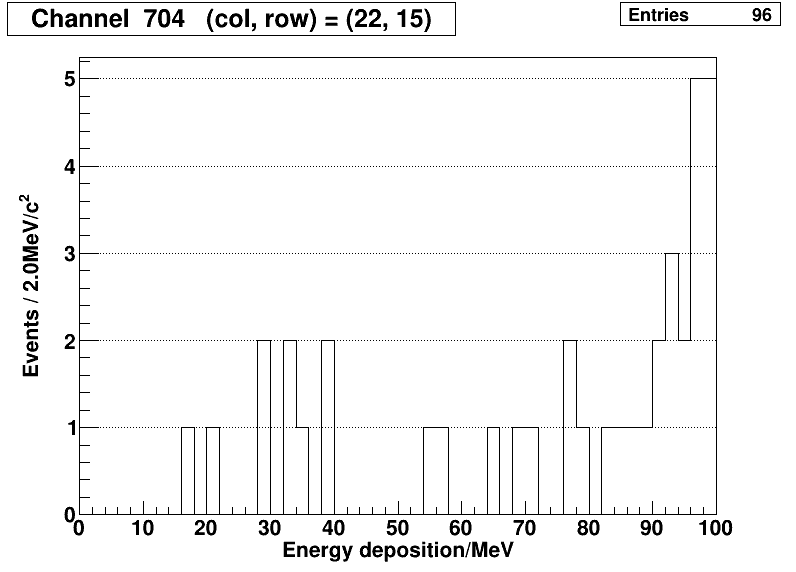 Channel 704 (col, row) = (22, 15)
Entries 96
Events / 2.0MeV/c²
5
4
3
2
1
0
0 10 20 30 40 50 60 70 80 90 100
Energy deposition/MeV